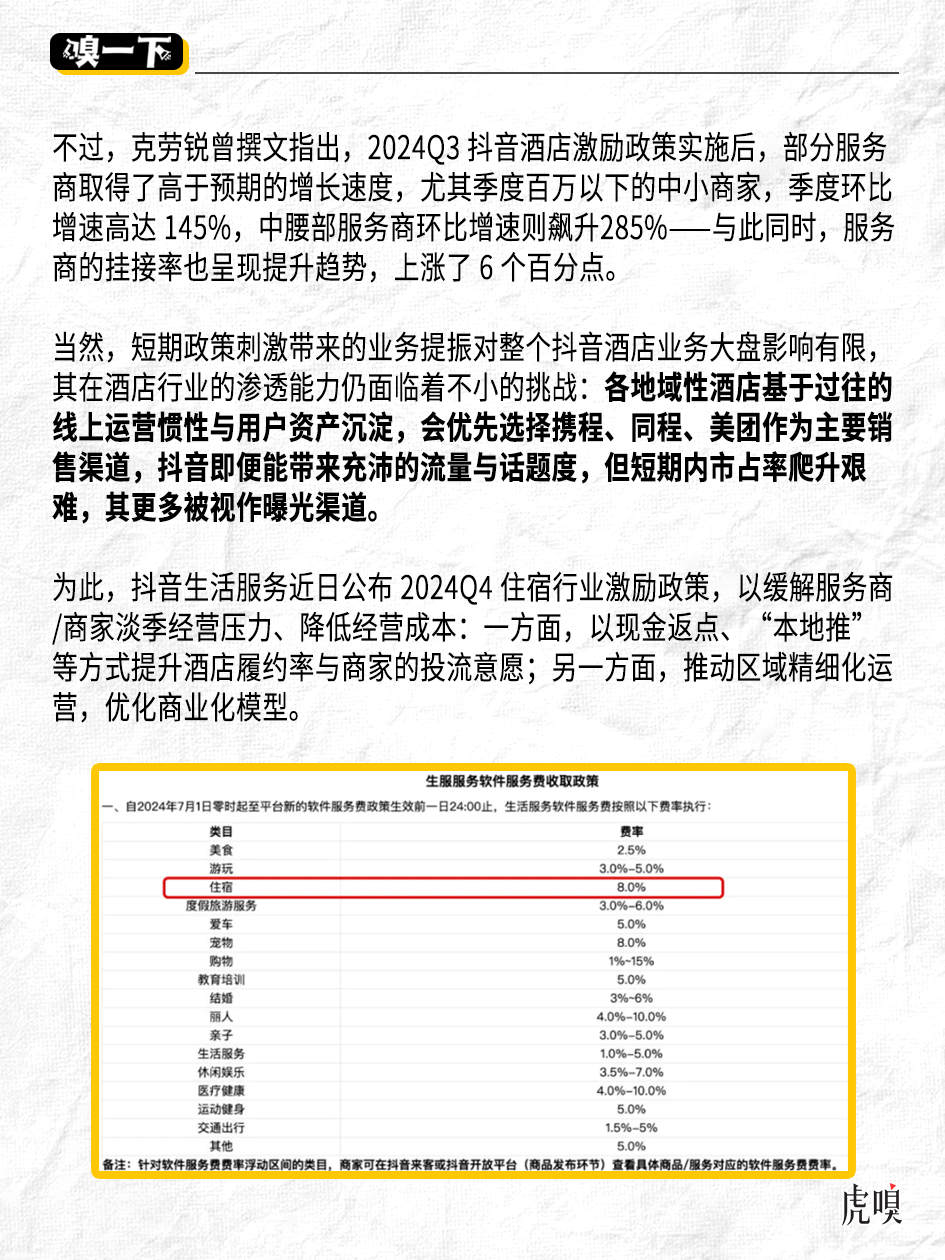 嗅一下
不过，克劳锐曾撰文指出，2024Q3 抖音酒店激励政策实施后，部分服务
商取得了高于预期的增长速度，尤其季度百万以下的中小商家，季度环比
增速高达 145%，中腰部服务商环比增速则飙升285%——与此同时，服务
商的挂接率也呈现提升趋势，上涨了 6 个百分点。
当然，短期政策刺激带来的业务提振对整个抖音酒店业务大盘影响有限，
其在酒店行业的渗透能力仍面临着不小的挑战：各地域性酒店基于过往的
线上运营惯性与用户资产沉淀，会优先选择携程、同程、美团作为主要销
售渠道，抖音即便能带来充沛的流量与话题度，但短期内市占率爬升艰
难，其更多被视作曝光渠道。
为此，抖音生活服务近日公布 2024Q4 住宿行业激励政策，以缓解服务商
/商家淡季经营压力、降低经营成本：一方面，以现金返点、“本地推”
等方式提升酒店履约率与商家的投流意愿；另一方面，推动区域精细化运
营，优化商业化模型。
生服服务软件服务费收取政策
一、自2024年7月1日零时起至平台新的软件服务费政策生效前一日24:00止，生活服务软件服务费按照以下费率执行：
类目 费率
美食 2.5%
游玩 3.0%-5.0%
住宿 8.0%
度假旅游服务 3.0%-6.0%
爱车 5.0%
宠物 8.0%
购物 1%~15%
教育培训 5.0%
结婚 3%~6%
丽人 4.0%-10.0%
亲子 3.0%-5.0%
生活服务 1.0%-5.0%
休闲娱乐 3.5%-7.0%
医疗健康 4.0%-10.0%
运动健身 5.0%
交通出行 1.5%-5%
其他 5.0%
备注：针对软件服务费费率浮动区间的类目，商家可在抖音来客或抖音开放平台（商品发布环节）查看具体商品/服务对应的软件服务费费率。
虎嗅